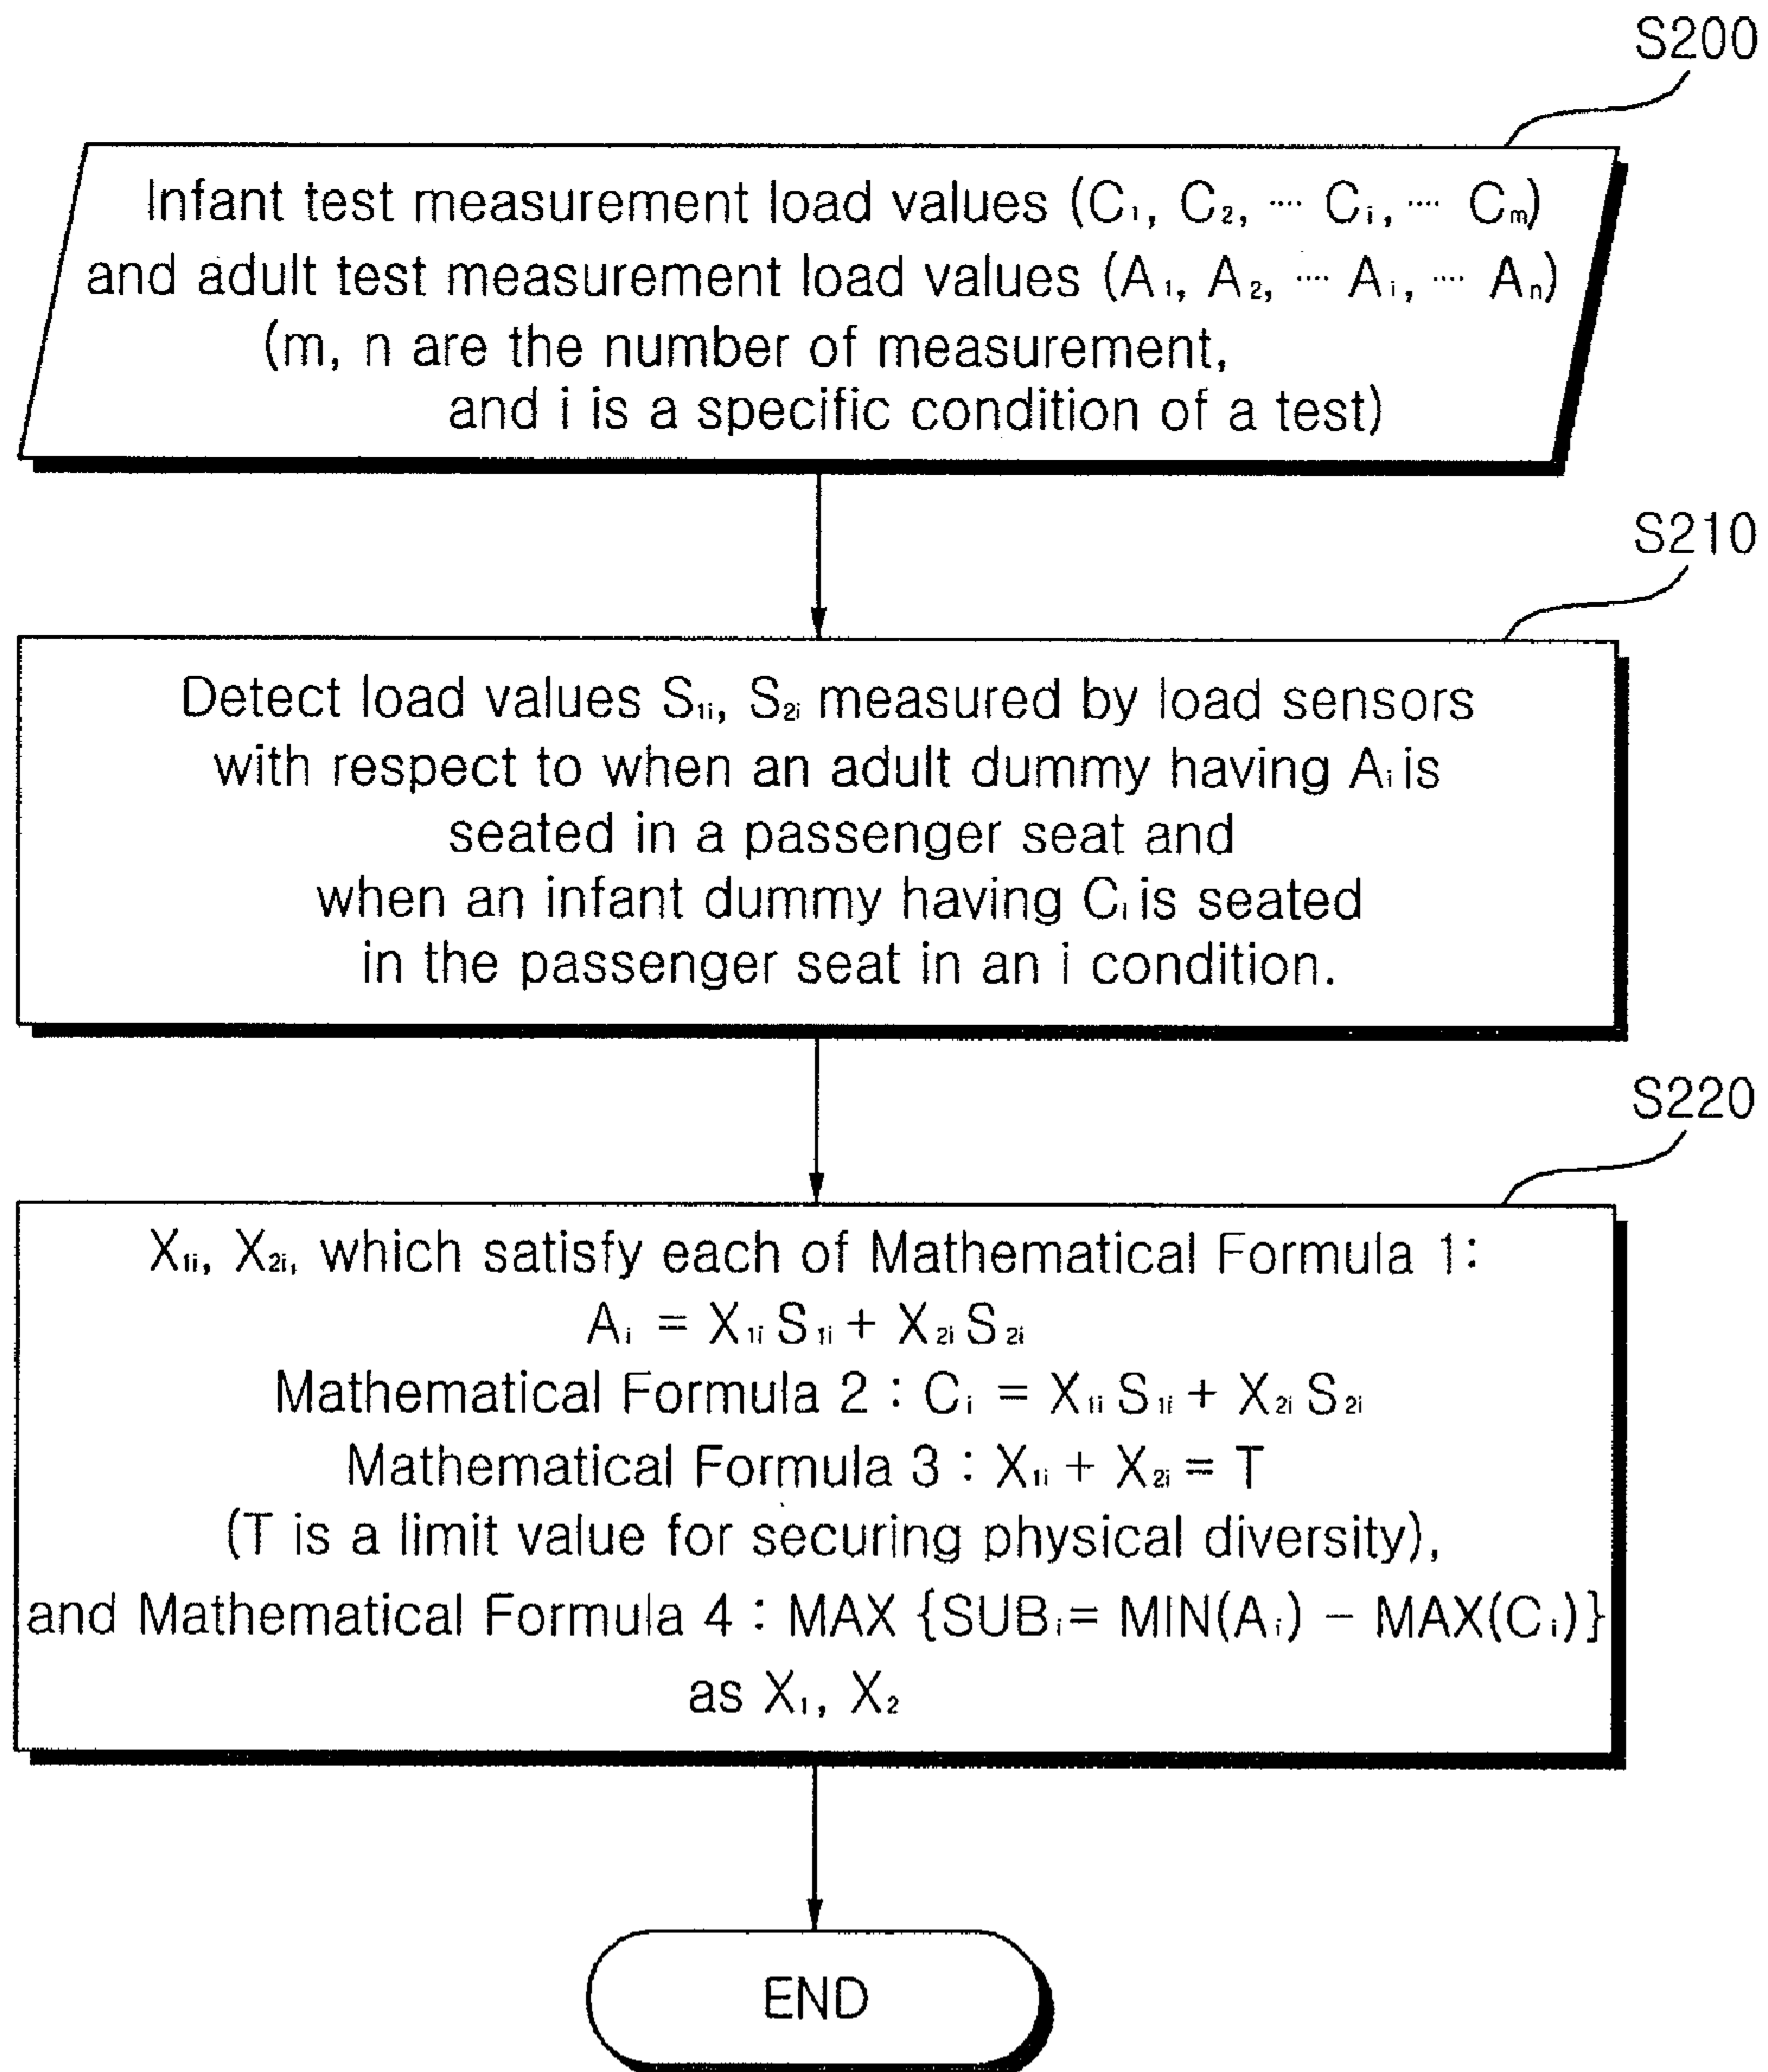 S200
Infant test measurement load values (C₁, C₂, ···· Cᵢ, ···· Cₘ)
and adult test measurement load values (A₁, A₂, ···· Aᵢ, ···· Aₙ)
(m, n are the number of measurement,
and i is a specific condition of a test)
S210
Detect load values S₁ᵢ, S₂ᵢ measured by load sensors
with respect to when an adult dummy having Aᵢ is
seated in a passenger seat and
when an infant dummy having Cᵢ is seated
in the passenger seat in an i condition.
S220
X₁ᵢ, X₂ᵢ, which satisfy each of Mathematical Formula 1:
Aᵢ = X₁ᵢ S₁ᵢ + X₂ᵢ S₂ᵢ
Mathematical Formula 2 : Cᵢ = X₁ᵢ S₁ᵢ + X₂ᵢ S₂ᵢ
Mathematical Formula 3 : X₁ᵢ + X₂ᵢ = T
(T is a limit value for securing physical diversity),
and Mathematical Formula 4 : MAX {SUBᵢ= MIN(Aᵢ) − MAX(Cᵢ)}
as X₁, X₂
END